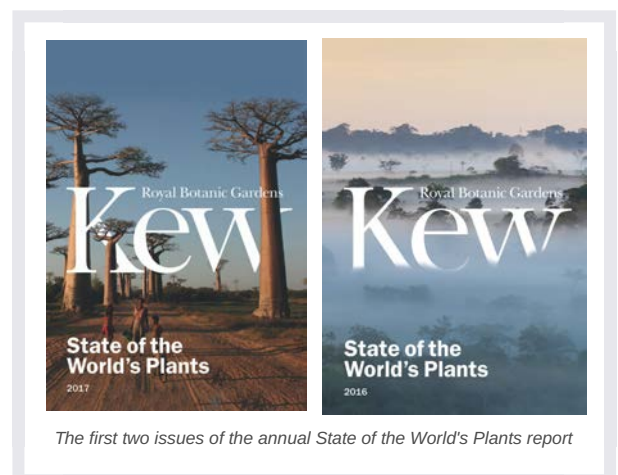 Royal Botanic Gardens
Kew
State of the
World's Plants
2017
Royal Botanic Gardens
Kew
State of the
World's Plants
2016
The first two issues of the annual State of the World's Plants report